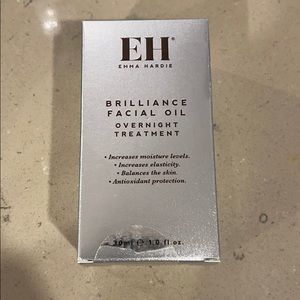 EH®
EMMA HARDIE
BRILLIANCE
FACIAL OIL
OVERNIGHT
TREATMENT
• Increases moisture levels.
• Increases elasticity.
• Balances the skin.
• Antioxidant protection.
30ml ℮ 1.0 fl.oz.